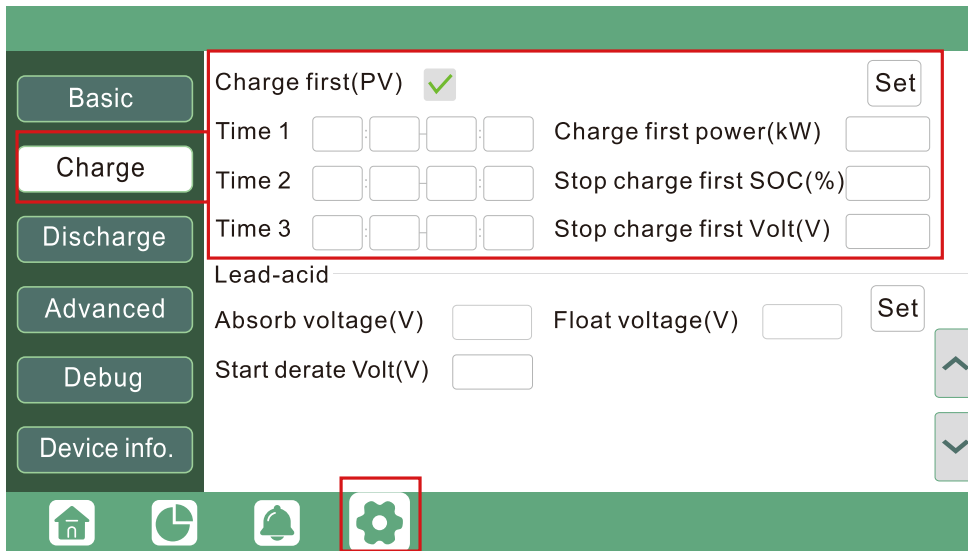 Basic
Charge
Discharge
Advanced
Debug
Device info.
Charge first(PV) Set
Time 1 : - : Charge first power(kW)
Time 2 : - : Stop charge first SOC(%)
Time 3 : - : Stop charge first Volt(V)
Lead-acid
Absorb voltage(V) Float voltage(V) Set
Start derate Volt(V)